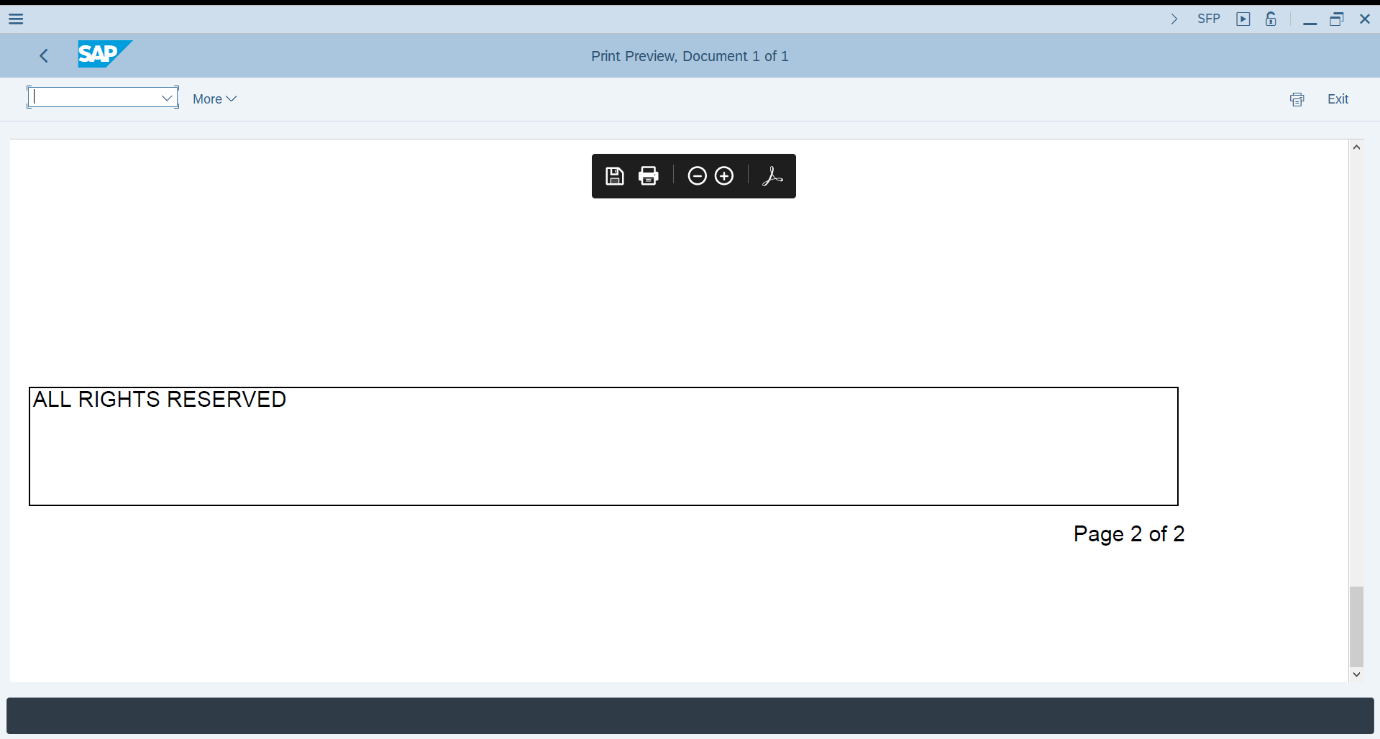 SFP
SAP
Print Preview, Document 1 of 1
More
Exit
ALL RIGHTS RESERVED
Page 2 of 2